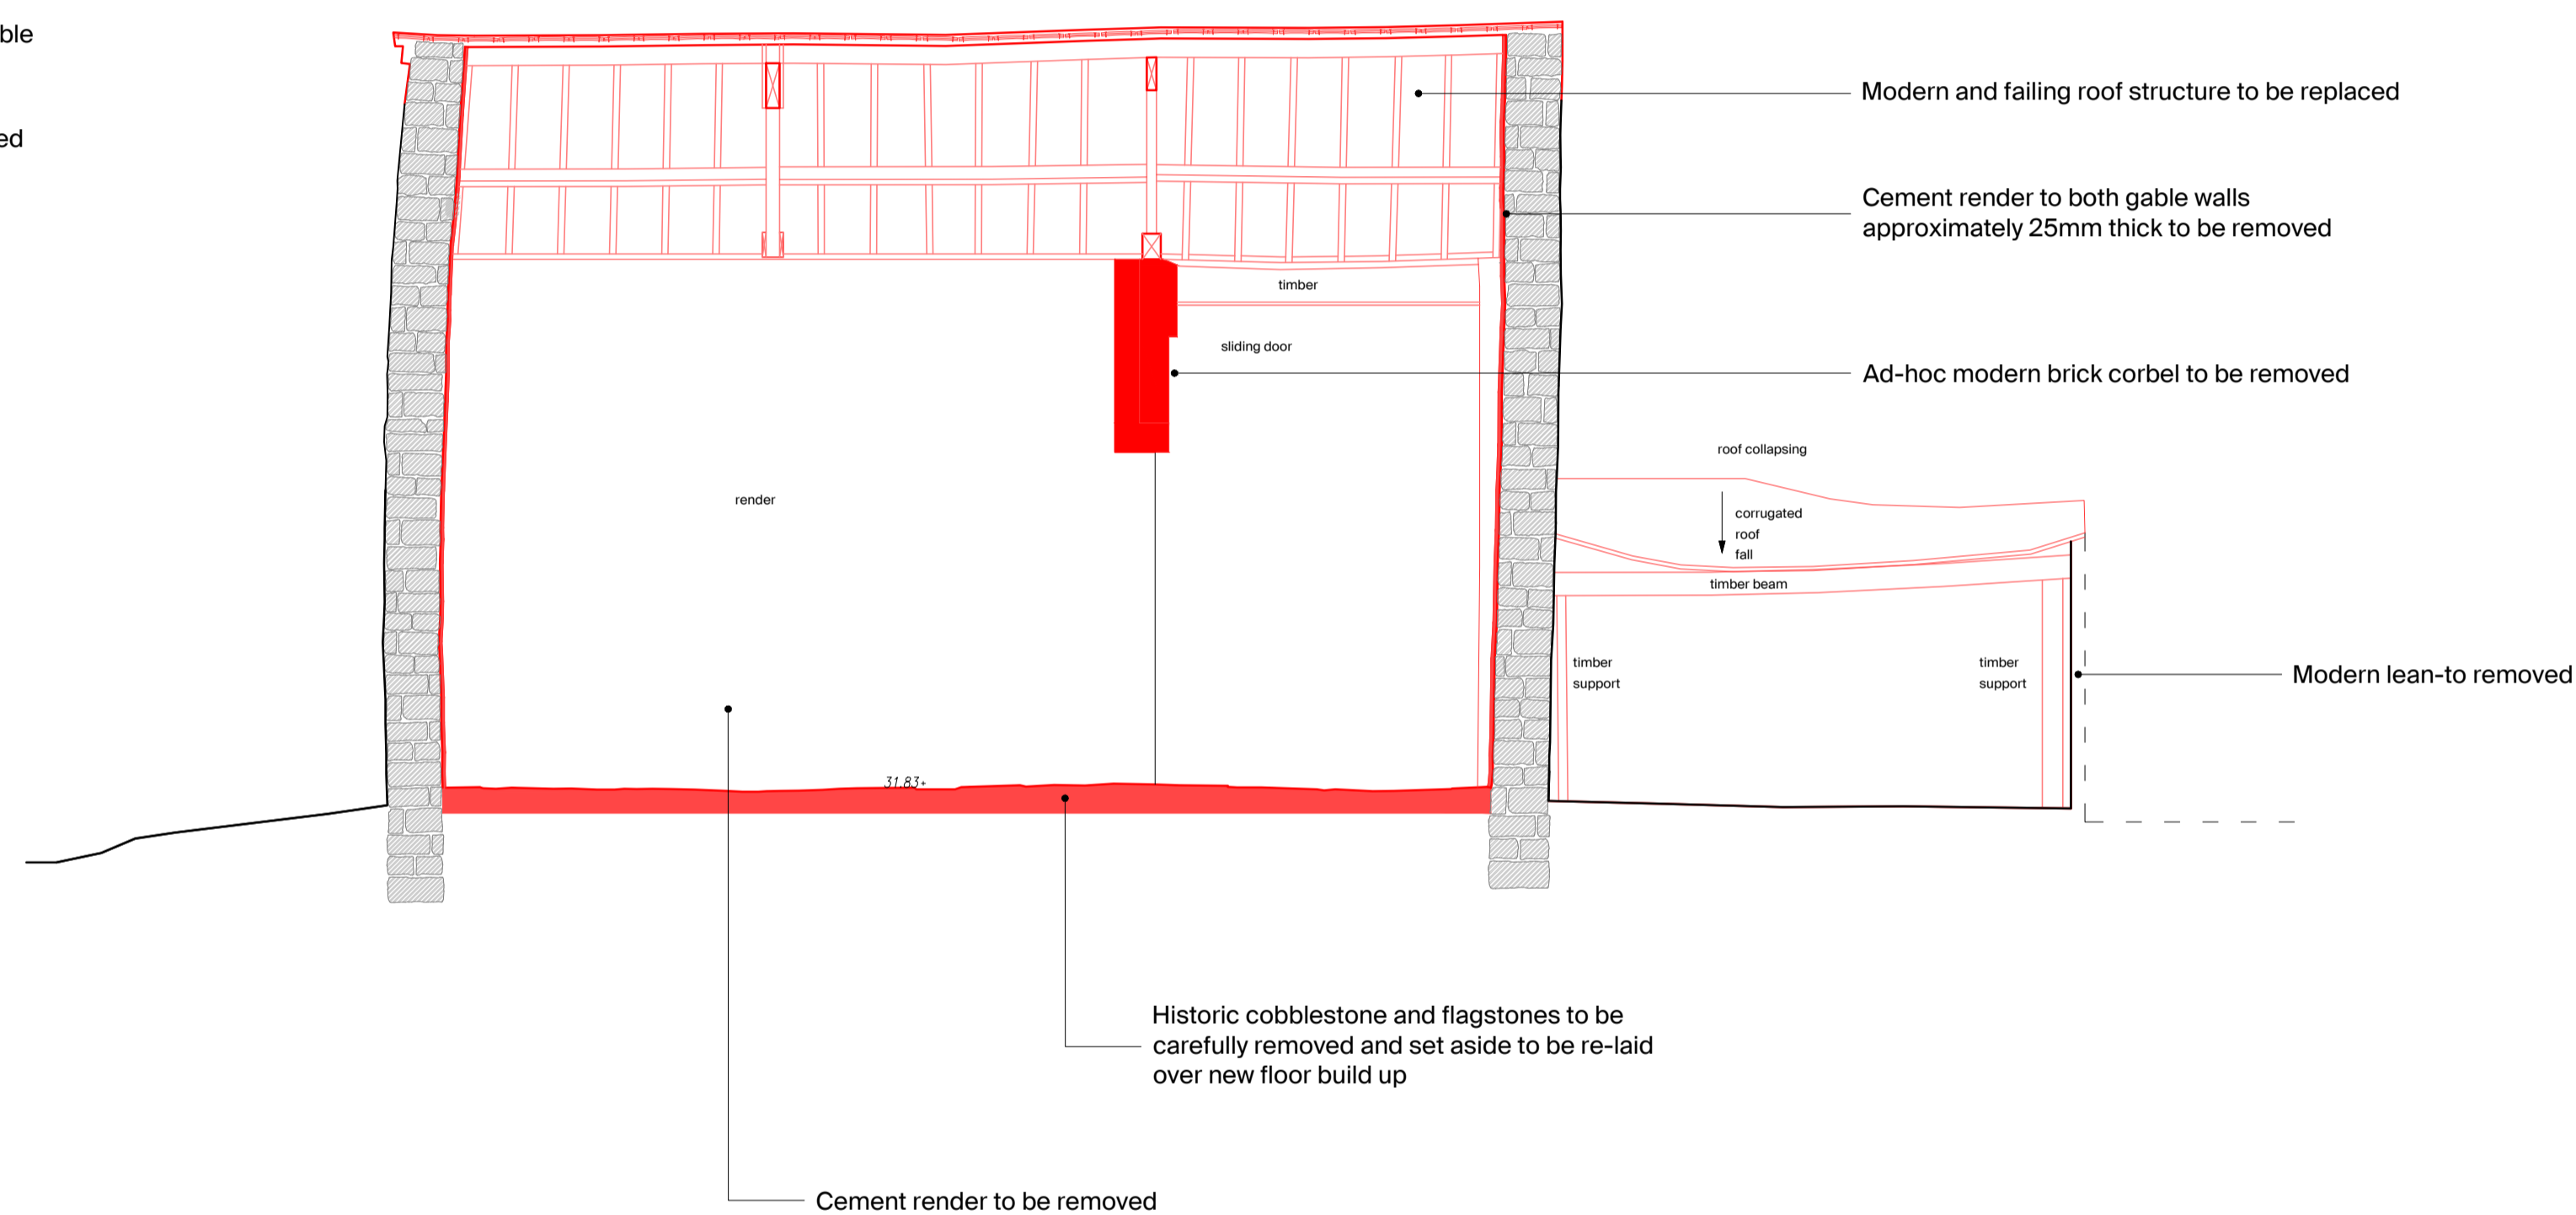 ble
ed
Modern and failing roof structure to be replaced
Cement render to both gable walls
approximately 25mm thick to be removed
timber
sliding door
Ad-hoc modern brick corbel to be removed
roof collapsing
render
corrugated
roof
fall
timber beam
timber
support
timber
support
Modern lean-to removed
31.83+
Historic cobblestone and flagstones to be
carefully removed and set aside to be re-laid
over new floor build up
Cement render to be removed